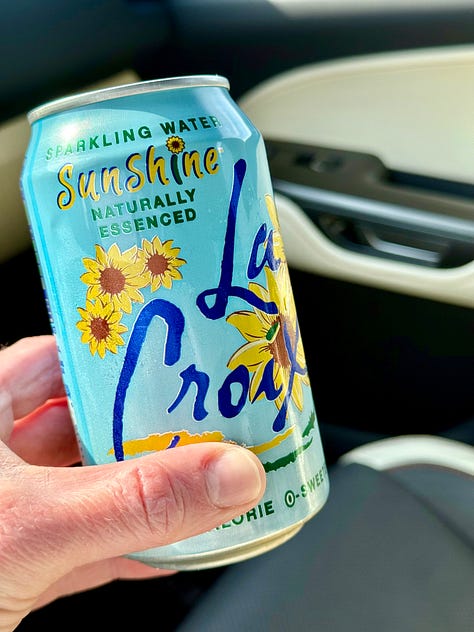 SPARKLING WATER
SunShine
NATURALLY
ESSENCED
La
Croix